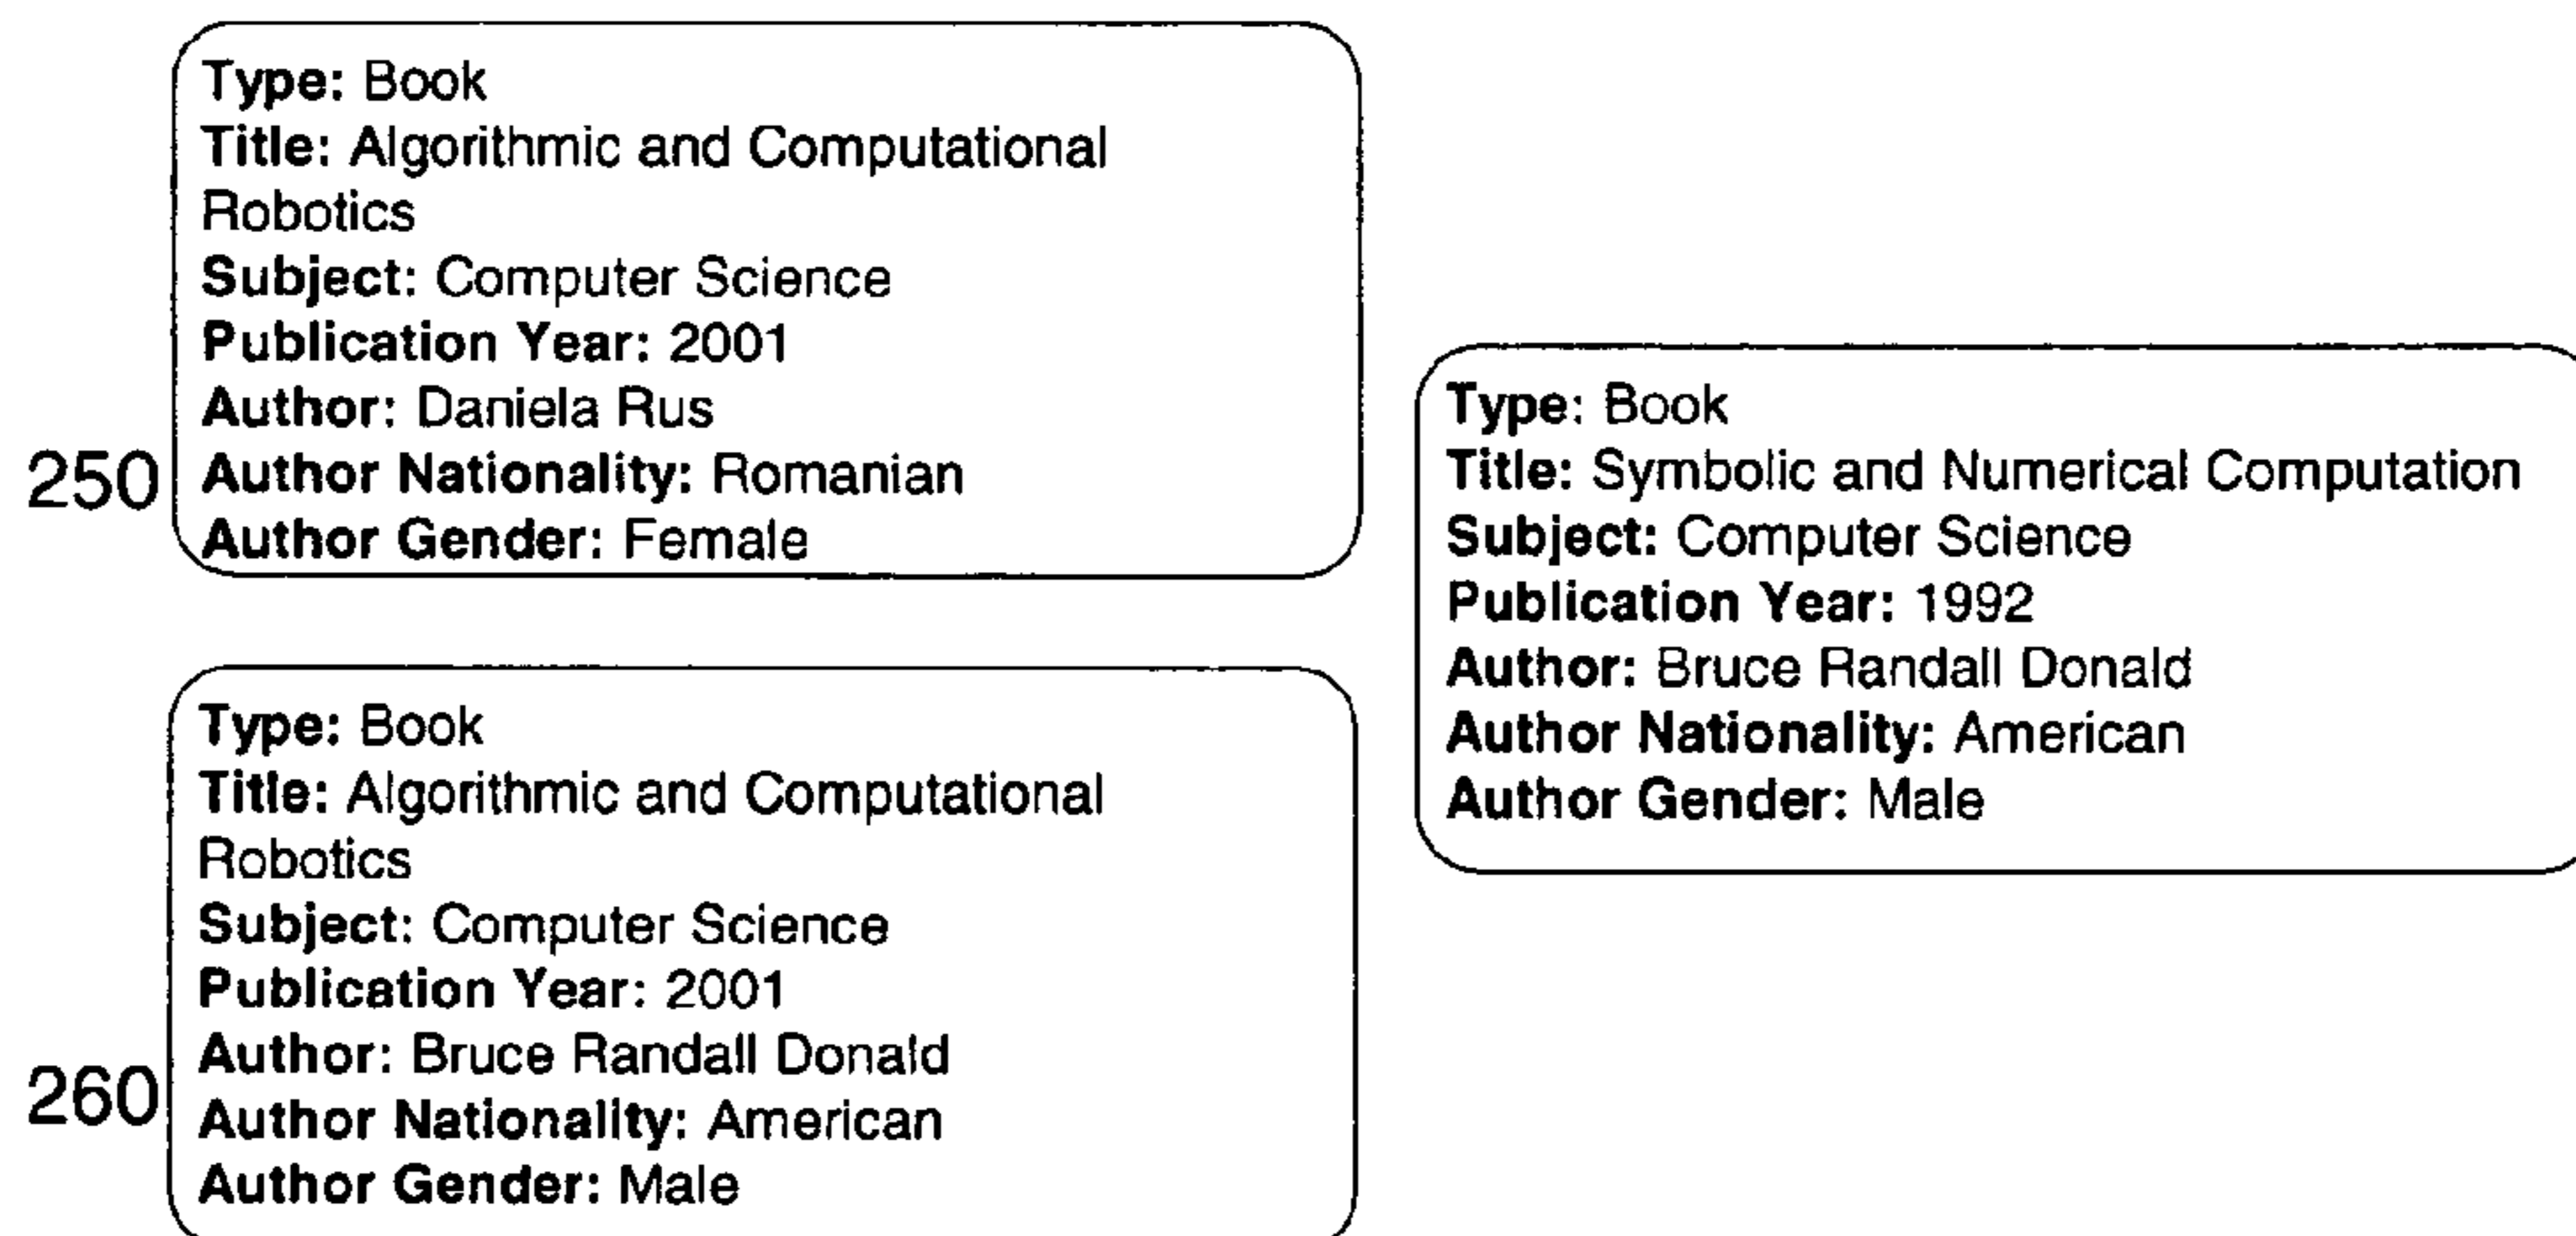 Type: Book
Title: Algorithmic and Computational
Robotics
Subject: Computer Science
Publication Year: 2001
Author: Daniela Rus
250
Author Nationality: Romanian
Author Gender: Female
Type: Book
Title: Symbolic and Numerical Computation
Subject: Computer Science
Publication Year: 1992
Author: Bruce Randall Donald
Author Nationality: American
Author Gender: Male
Type: Book
Title: Algorithmic and Computational
Robotics
Subject: Computer Science
Publication Year: 2001
Author: Bruce Randall Donald
260
Author Nationality: American
Author Gender: Male